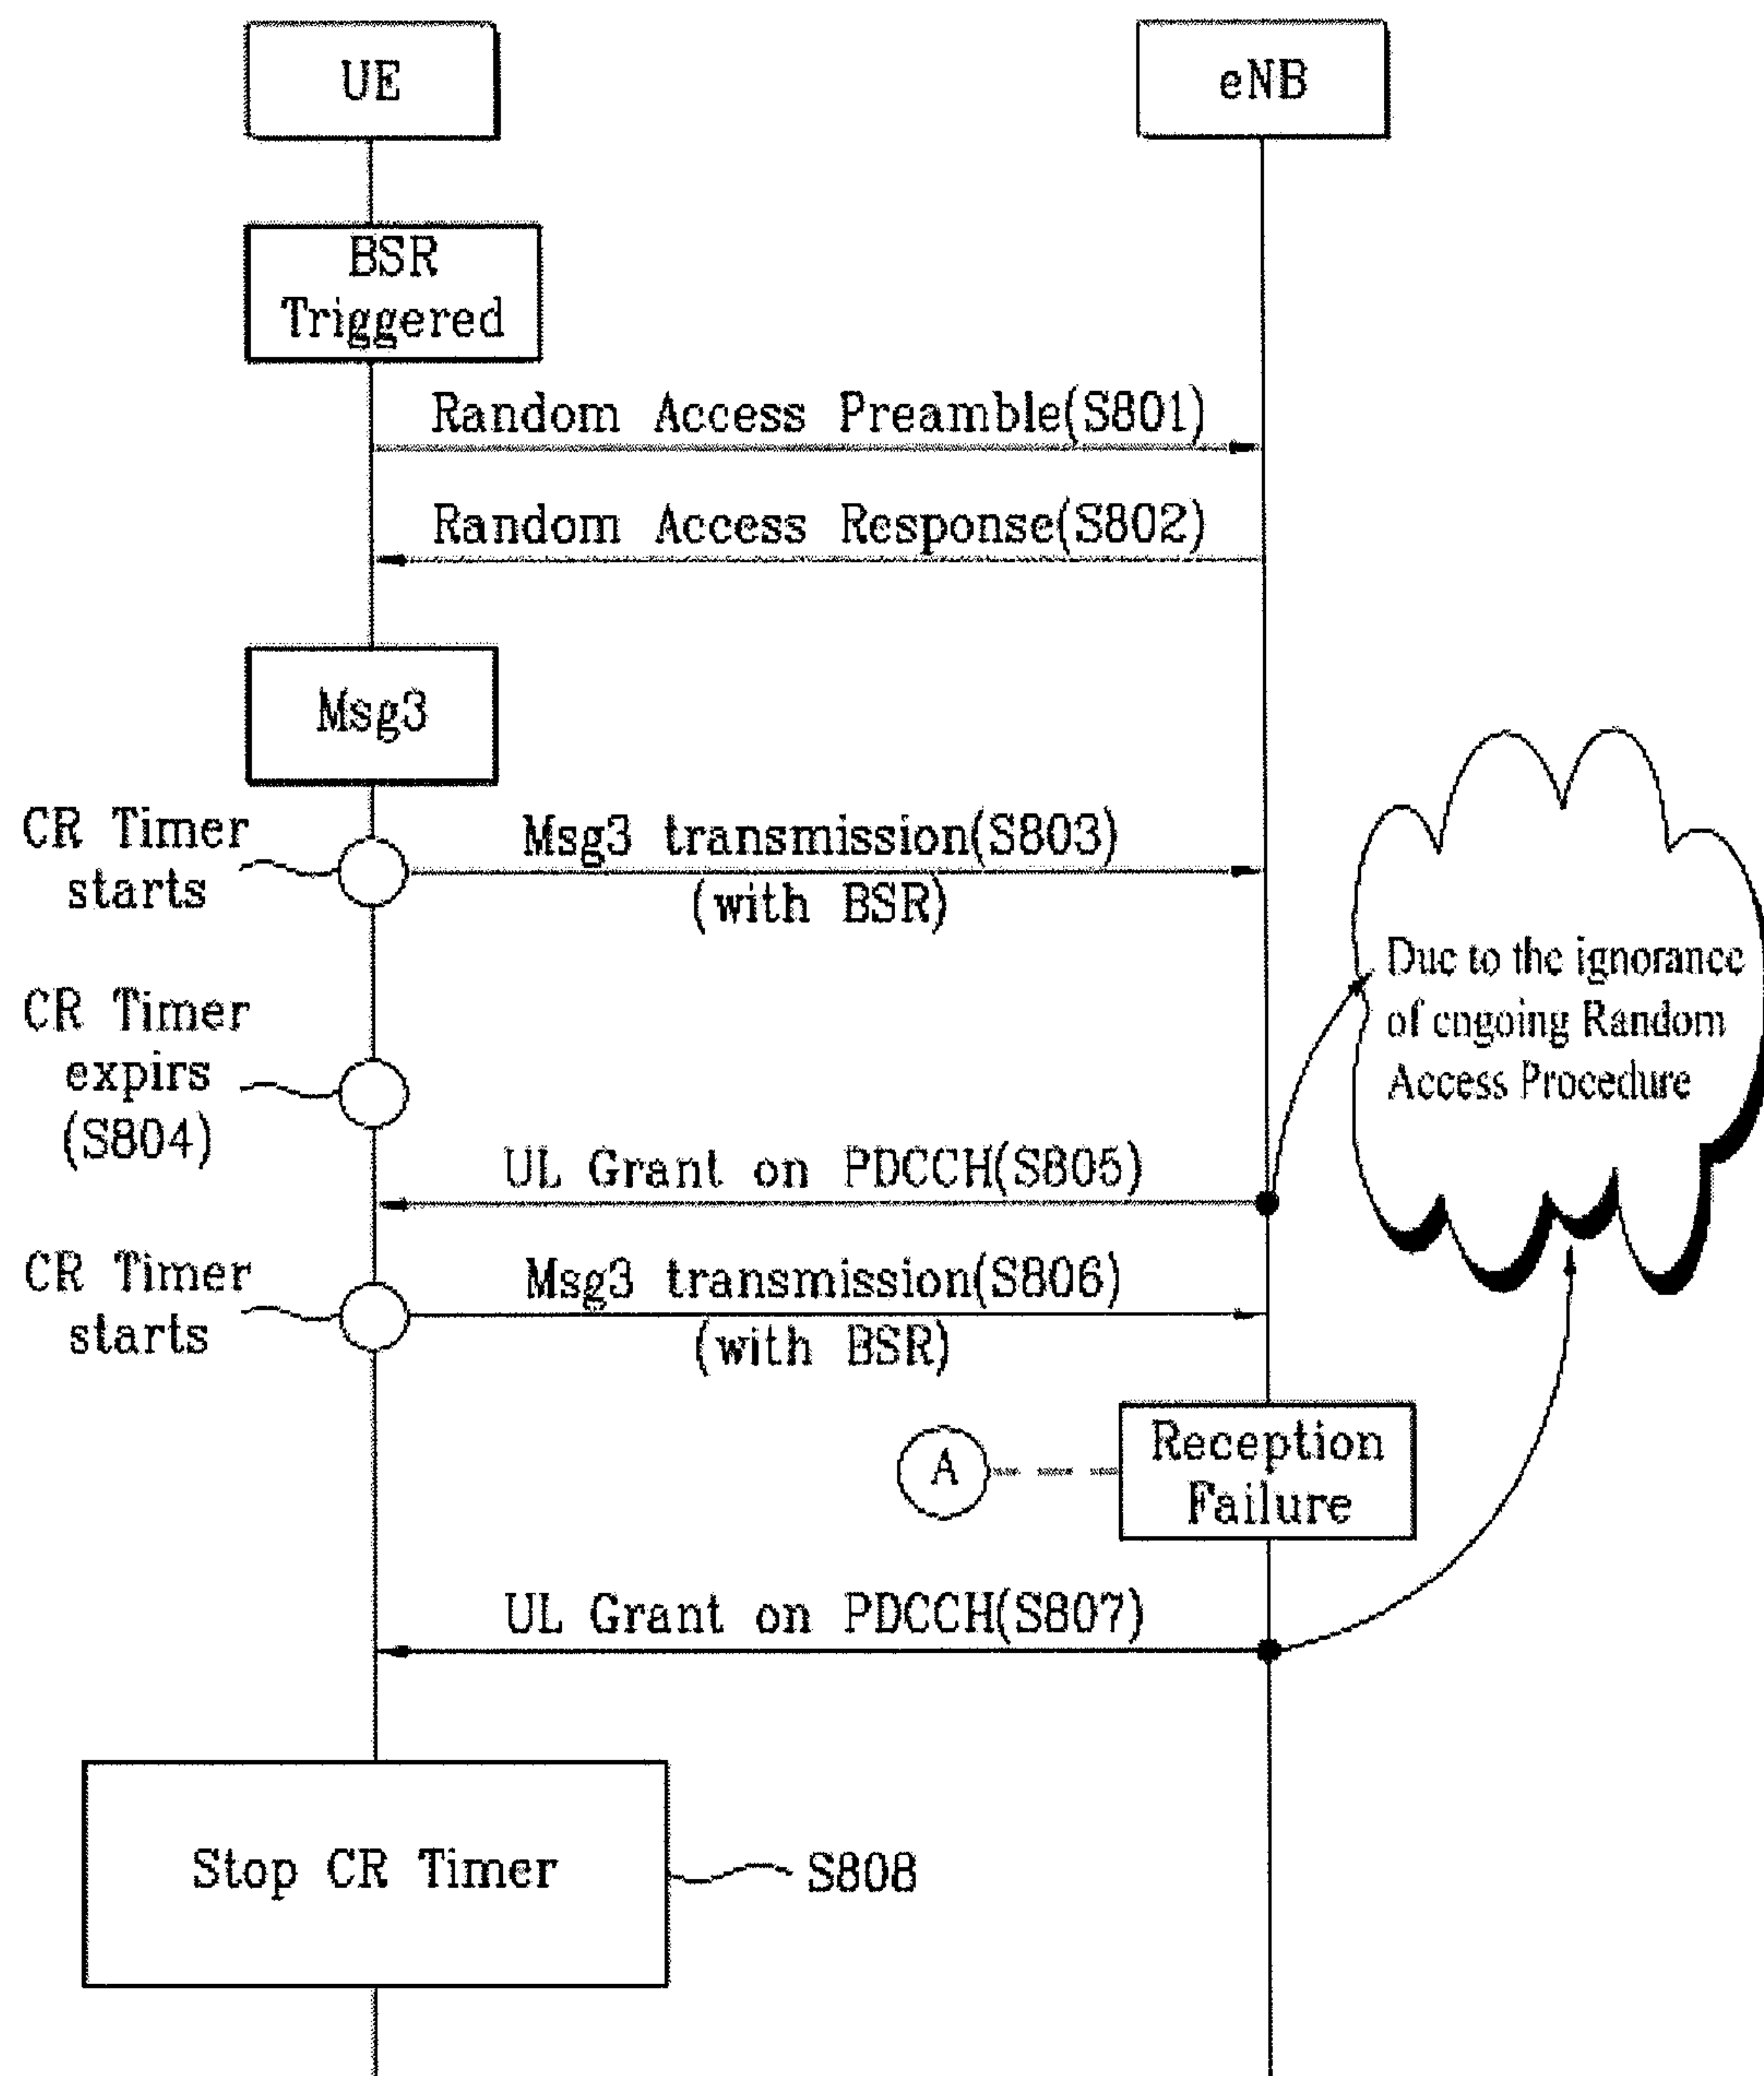 UE
eNB
BSR
Triggered
Random Access Preamble(S801)
Random Access Response(S802)
Msg3
CR Timer
starts
Msg3 transmission(S803)
(with BSR)
Due to the ignorance
of engoing Random
Access Procedure
CR Timer
expirs
(S804)
UL Grant on PDCCH(S805)
CR Timer
starts
Msg3 transmission(S806)
(with BSR)
Reception
Failure
A
UL Grant on PDCCH(S807)
Stop CR Timer
S808